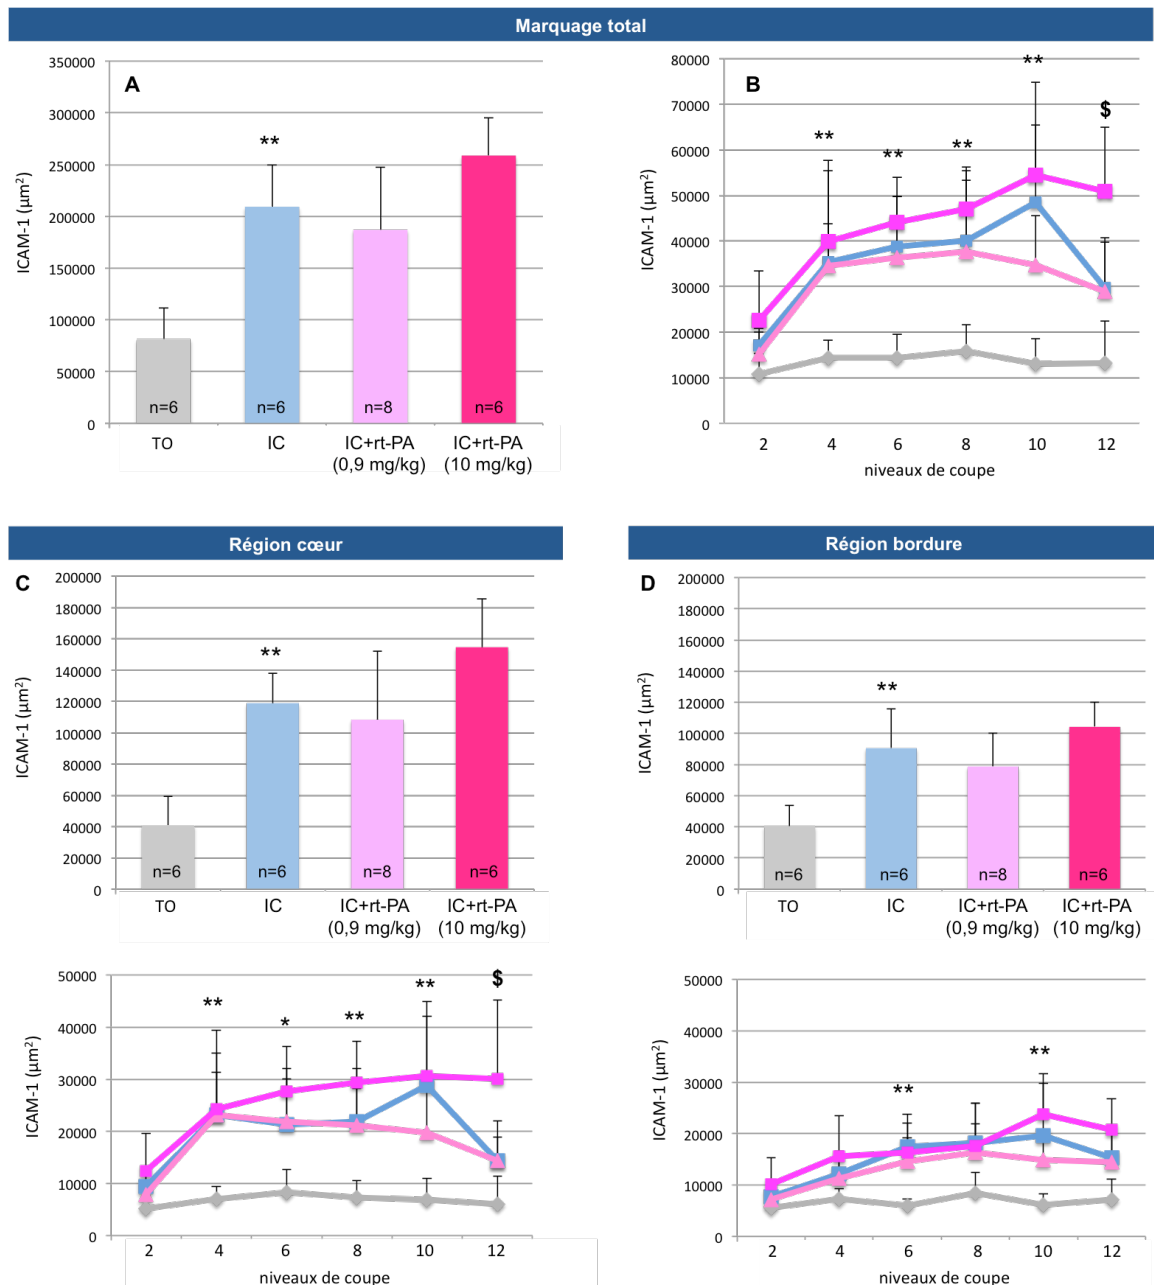 Marquage total
A
ICAM-1 (µm²)
350000
300000
250000
200000
150000
100000
50000
0
**
n=6
n=6
n=8
n=6
TO
IC
IC+rt-PA
(0,9 mg/kg)
IC+rt-PA
(10 mg/kg)
B
ICAM-1 (µm²)
80000
70000
60000
50000
40000
30000
20000
10000
0
**
**
**
**
$
2 4 6 8 10 12
niveaux de coupe
Région cœur
C
ICAM-1 (µm²)
200000
180000
160000
140000
120000
100000
80000
60000
40000
20000
0
**
n=6
n=6
n=8
n=6
TO
IC
IC+rt-PA
(0,9 mg/kg)
IC+rt-PA
(10 mg/kg)
ICAM-1 (µm²)
50000
40000
30000
20000
10000
0
**
*
**
**
$
2 4 6 8 10 12
niveaux de coupe
Région bordure
D
ICAM-1 (µm²)
200000
180000
160000
140000
120000
100000
80000
60000
40000
20000
0
**
n=6
n=6
n=8
n=6
TO
IC
IC+rt-PA
(0,9 mg/kg)
IC+rt-PA
(10 mg/kg)
ICAM-1 (µm²)
50000
40000
30000
20000
10000
0
**
**
2 4 6 8 10 12
niveaux de coupe